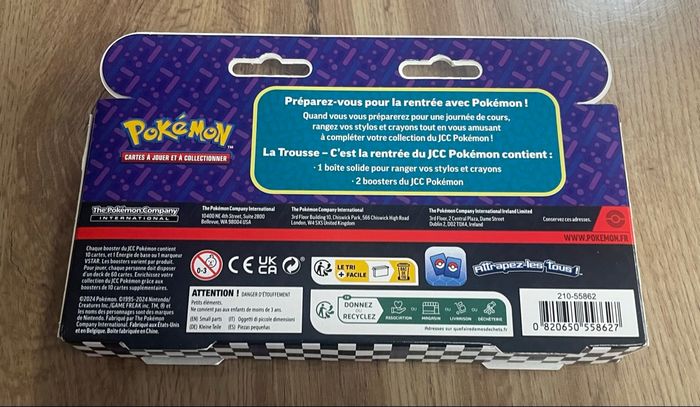 Préparez-vous pour la rentrée avec Pokémon !
Quand vous vous préparerez pour une journée de cours,
rangez vos stylos et crayons tout en vous amusant
à compléter votre collection du JCC Pokémon !
La Trousse – C'est la rentrée du JCC Pokémon contient :
· 1 boîte solide pour ranger vos stylos et crayons
· 2 boosters du JCC Pokémon
POKéMON
TM
CARTES À JOUER ET À COLLECTIONNER
The Pokémon Company
INTERNATIONAL
The Pokémon Company International
10400 NE 4th Street, Suite 2800
Bellevue, WA 98004
The Pokémon Company International
3rd Floor Building 10, Chiswick Park, 566 Chiswick High Road
London, W4 5XS United Kingdom
The Pokémon Company International Ireland Limited
3rd Floor, 2 Central Plaza, Dame Street
Dublin 2, D02 T0X4, Ireland
Conservez ces adresses.
WWW.POKEMON.FR
Chaque booster du JCC Pokémon contient
10 cartes, et 1 Énergie de base ou 1 marqueur
VSTAR. Les boosters varient par produit.
Pour jouer, chaque personne doit disposer
d'un deck de 60 cartes. Enrichissez votre
collection du JCC Pokémon grâce aux
boosters de 10 cartes supplémentaires.
©2024 Pokémon. ©1995–2024 Nintendo/
Creatures Inc./GAME FREAK inc. TM, ® et
les noms des personnages sont des marques
de Nintendo. Fabriqué pour The Pokémon
Company International. Fabriqué aux États-Unis
et en Belgique. Boîte fabriquée en Chine.
0-3
CE
UK
CA
LE TRI
+ FACILE
Attrapez-les Tous !
ATTENTION ! DANGER D'ÉTOUFFEMENT
Petits éléments.
Ne convient pas aux enfants de moins de 3 ans.
(EN) Small parts (IT) Oggetti di piccole dimensioni
(DE) Kleine Teile (ES) Piezas pequeñas
FR
DONNEZ
OU
RECYCLEZ
ASSOCIATION
OU
MAGASIN
OU
LIVRAISON
OU
DÉCHÈTERIE
Adresses sur quefairedemesdechets.fr
210-55862
0 820650 558627